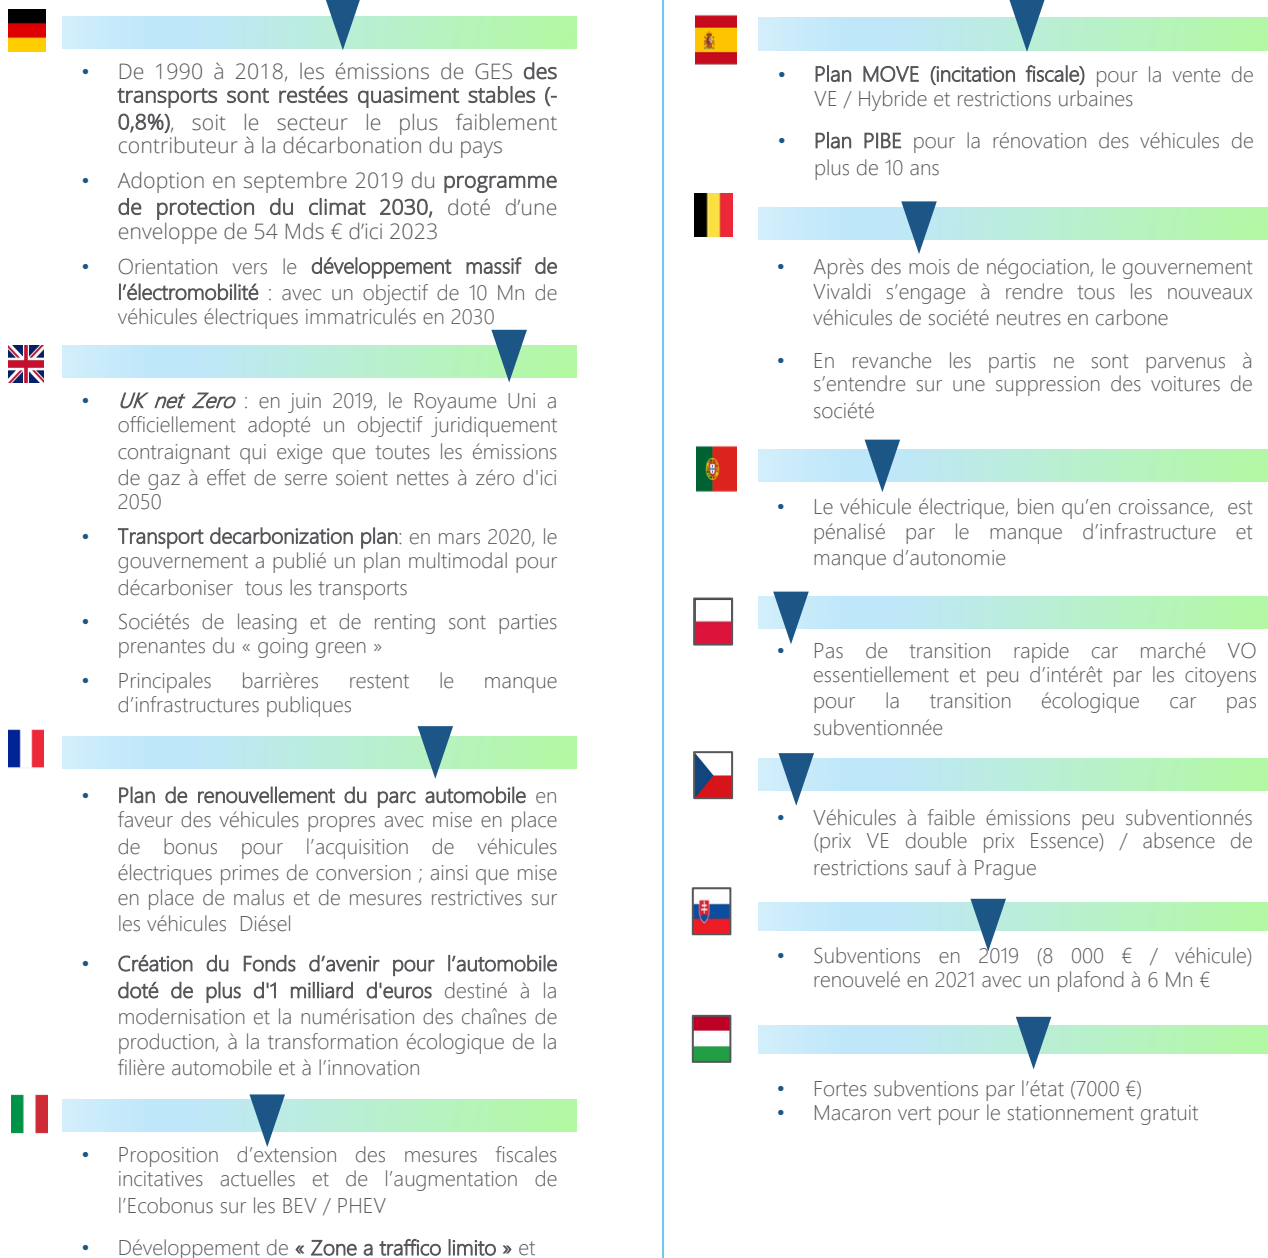 • De 1990 à 2018, les émissions de GES des
transports sont restées quasiment stables (-
0,8%), soit le secteur le plus faiblement
contributeur à la décarbonation du pays
• Adoption en septembre 2019 du programme
de protection du climat 2030, doté d’une
enveloppe de 54 Mds € d’ici 2023
• Orientation vers le développement massif de
l’électromobilité : avec un objectif de 10 Mn de
véhicules électriques immatriculés en 2030
• UK net Zero : en juin 2019, le Royaume Uni a
officiellement adopté un objectif juridiquement
contraignant qui exige que toutes les émissions
de gaz à effet de serre soient nettes à zéro d'ici
2050
• Transport decarbonization plan: en mars 2020, le
gouvernement a publié un plan multimodal pour
décarboniser tous les transports
• Sociétés de leasing et de renting sont parties
prenantes du « going green »
• Principales barrières restent le manque
d’infrastructures publiques
• Plan de renouvellement du parc automobile en
faveur des véhicules propres avec mise en place
de bonus pour l’acquisition de véhicules
électriques primes de conversion ; ainsi que mise
en place de malus et de mesures restrictives sur
les véhicules Diésel
• Création du Fonds d’avenir pour l’automobile
doté de plus d'1 milliard d'euros destiné à la
modernisation et la numérisation des chaînes de
production, à la transformation écologique de la
filière automobile et à l’innovation
• Proposition d’extension des mesures fiscales
incitatives actuelles et de l’augmentation de
l’Ecobonus sur les BEV / PHEV
• Développement de « Zone a traffico limito » et
• Plan MOVE (incitation fiscale) pour la vente de
VE / Hybride et restrictions urbaines
• Plan PIBE pour la rénovation des véhicules de
plus de 10 ans
• Après des mois de négociation, le gouvernement
Vivaldi s’engage à rendre tous les nouveaux
véhicules de société neutres en carbone
• En revanche les partis ne sont parvenus à
s’entendre sur une suppression des voitures de
société
• Le véhicule électrique, bien qu’en croissance, est
pénalisé par le manque d’infrastructure et
manque d’autonomie
• Pas de transition rapide car marché VO
essentiellement et peu d’intérêt par les citoyens
pour la transition écologique car pas
subventionnée
• Véhicules à faible émissions peu subventionnés
(prix VE double prix Essence) / absence de
restrictions sauf à Prague
• Subventions en 2019 (8 000 € / véhicule)
renouvelé en 2021 avec un plafond à 6 Mn €
• Fortes subventions par l’état (7000 €)
• Macaron vert pour le stationnement gratuit